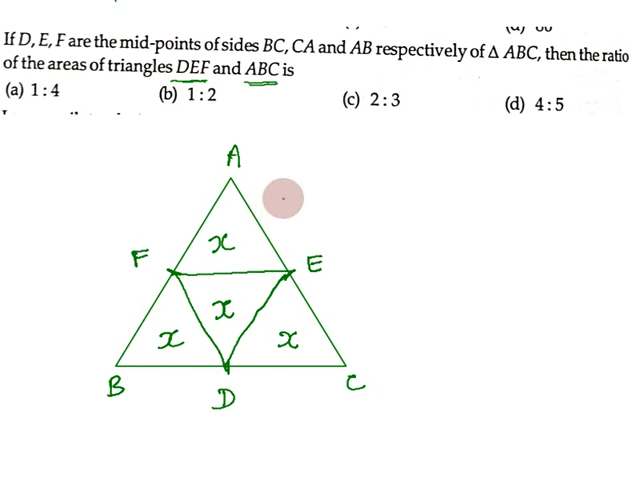 If D, E, F are the mid-points of sides BC, CA and AB respectively of Δ ABC, then the ratio
of the areas of triangles DEF and ABC is
(a) 1 : 4 (b) 1 : 2 (c) 2 : 3 (d) 4 : 5
A
x
F E
x
x x
B D C